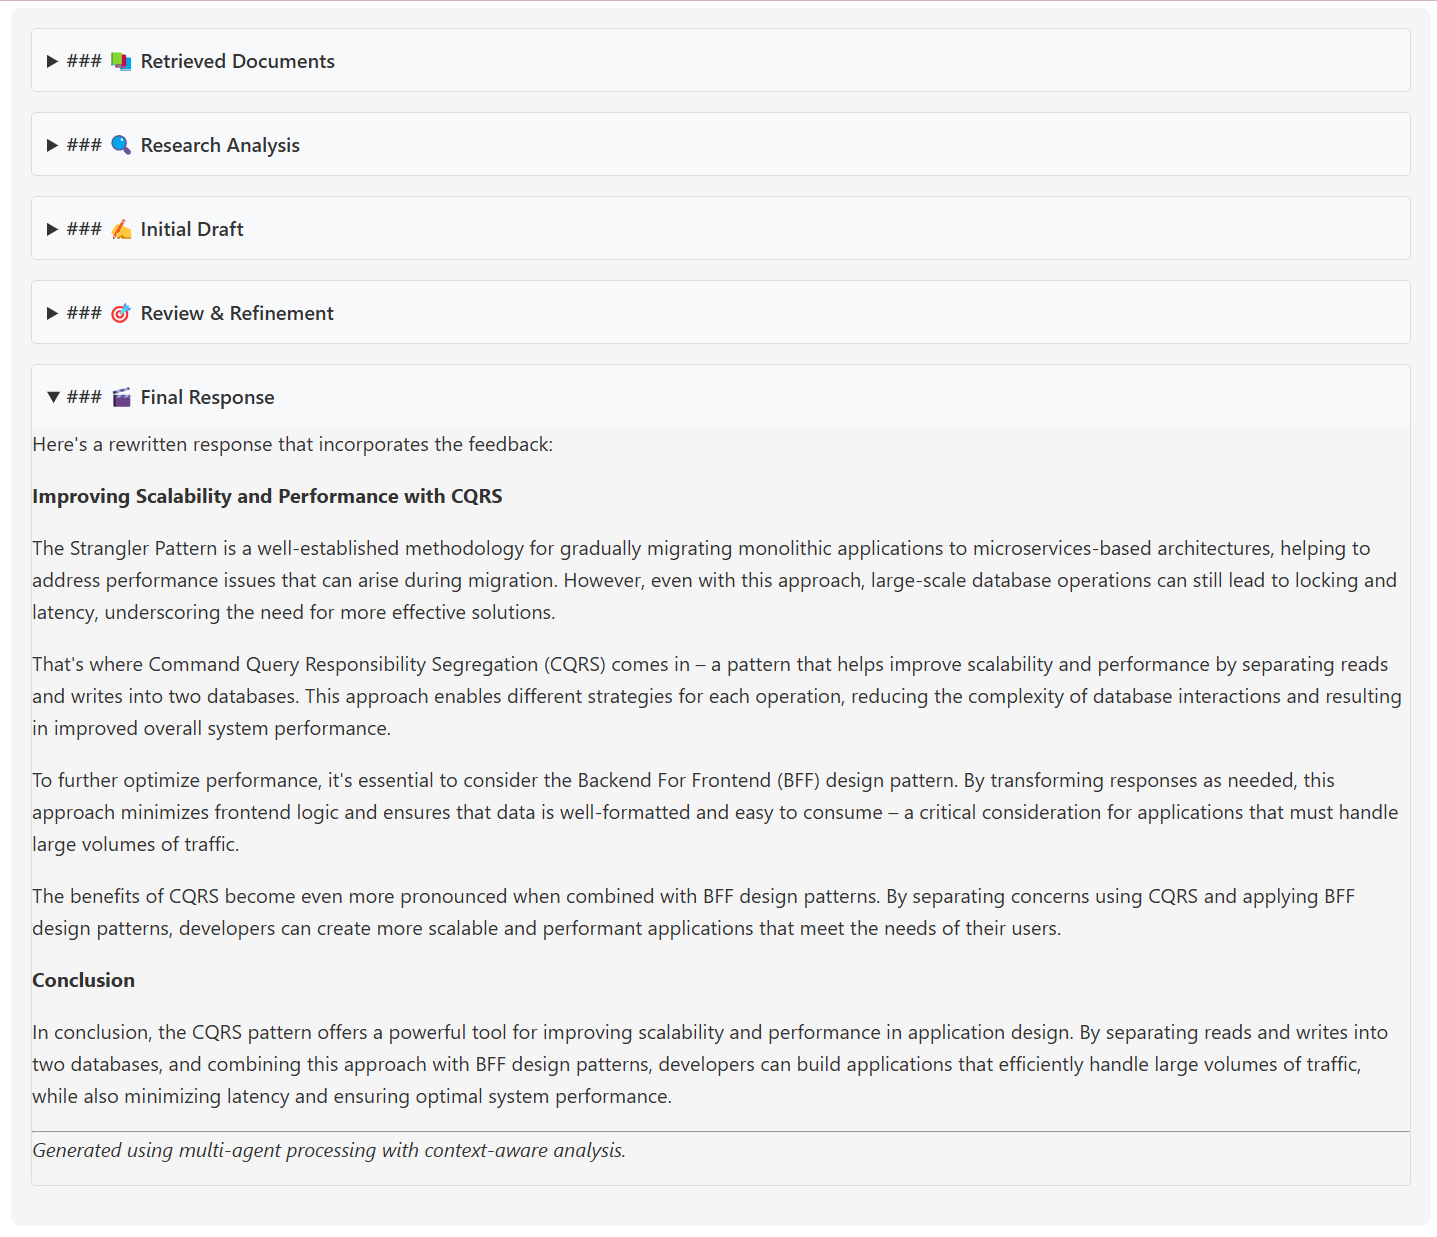 ### 📚 Retrieved Documents
### 🔍 Research Analysis
### ✍️ Initial Draft
### 🎯 Review & Refinement
### 🎬 Final Response
Here's a rewritten response that incorporates the feedback:
Improving Scalability and Performance with CQRS
The Strangler Pattern is a well-established methodology for gradually migrating monolithic applications to microservices-based architectures, helping to
address performance issues that can arise during migration. However, even with this approach, large-scale database operations can still lead to locking and
latency, underscoring the need for more effective solutions.
That's where Command Query Responsibility Segregation (CQRS) comes in – a pattern that helps improve scalability and performance by separating reads
and writes into two databases. This approach enables different strategies for each operation, reducing the complexity of database interactions and resulting
in improved overall system performance.
To further optimize performance, it's essential to consider the Backend For Frontend (BFF) design pattern. By transforming responses as needed, this
approach minimizes frontend logic and ensures that data is well-formatted and easy to consume – a critical consideration for applications that must handle
large volumes of traffic.
The benefits of CQRS become even more pronounced when combined with BFF design patterns. By separating concerns using CQRS and applying BFF
design patterns, developers can create more scalable and performant applications that meet the needs of their users.
Conclusion
In conclusion, the CQRS pattern offers a powerful tool for improving scalability and performance in application design. By separating reads and writes into
two databases, and combining this approach with BFF design patterns, developers can build applications that efficiently handle large volumes of traffic,
while also minimizing latency and ensuring optimal system performance.
Generated using multi-agent processing with context-aware analysis.